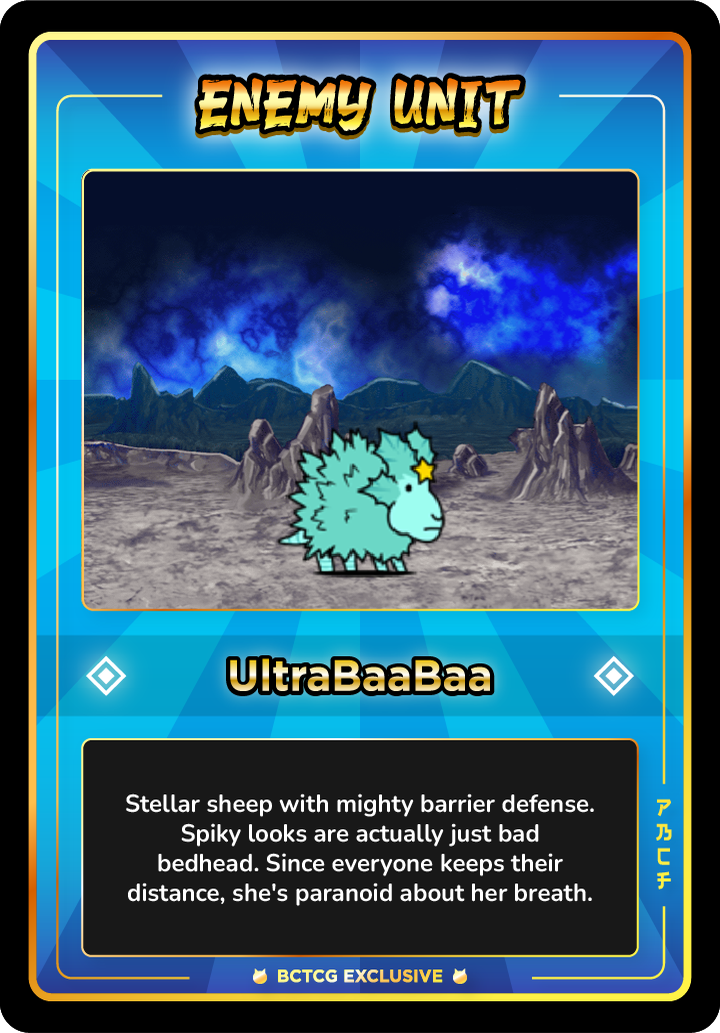 ENEMY UNIT
UltraBaaBaa
Stellar sheep with mighty barrier defense.
Spiky looks are actually just bad
bedhead. Since everyone keeps their
distance, she's paranoid about her breath.
BCTCG EXCLUSIVE